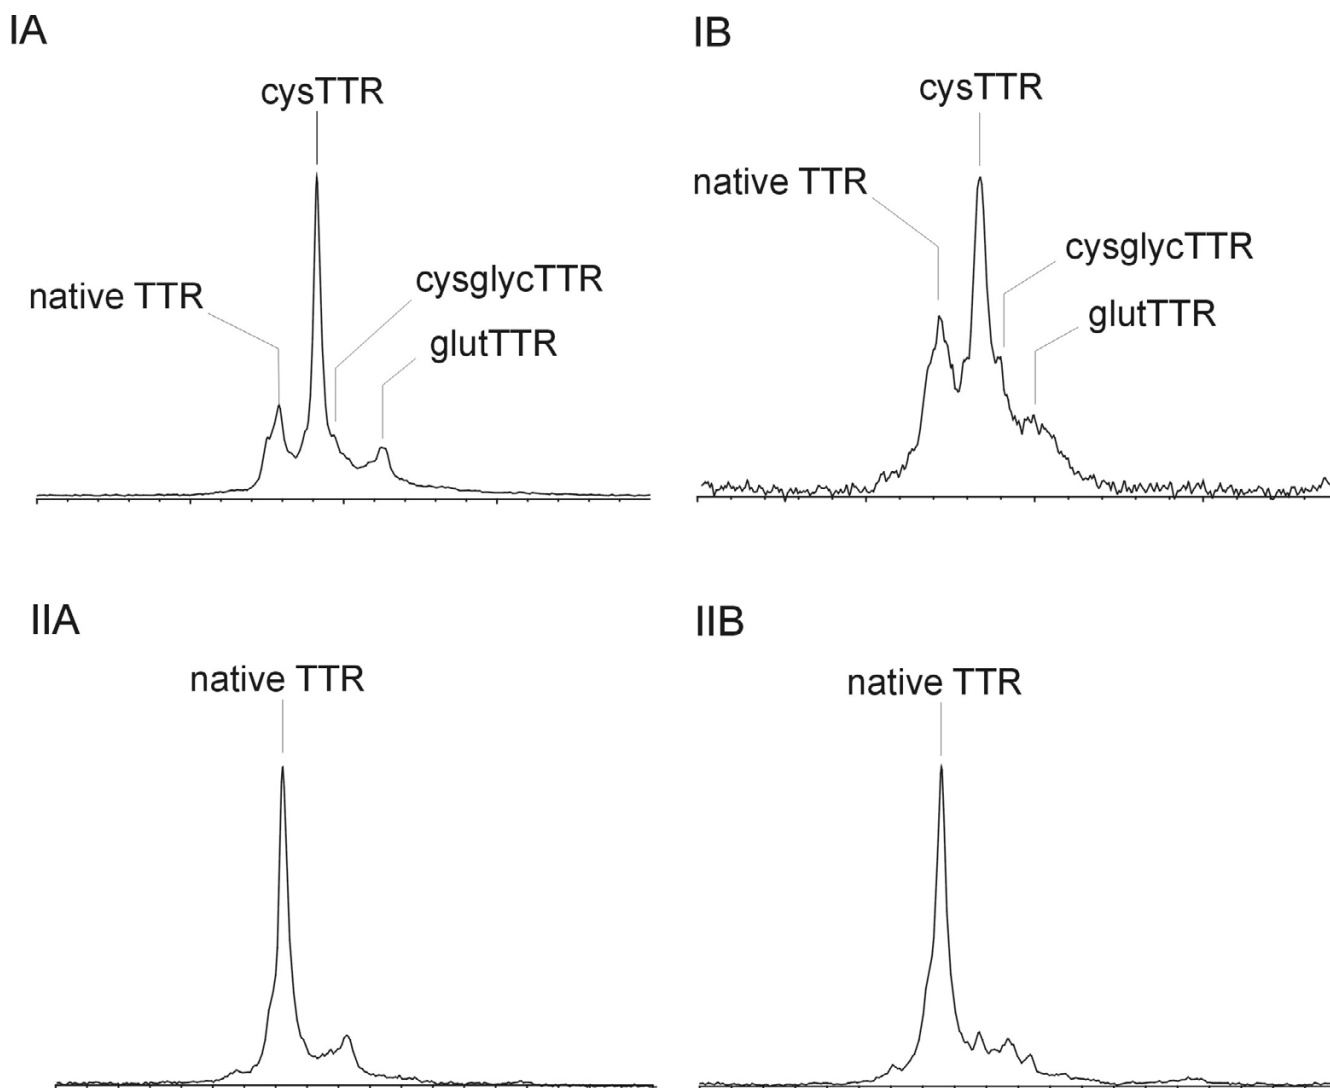 IA
cysTTR
native TTR
cysglycTTR
glutTTR
IB
cysTTR
native TTR
cysglycTTR
glutTTR
IIA
native TTR
IIB
native TTR